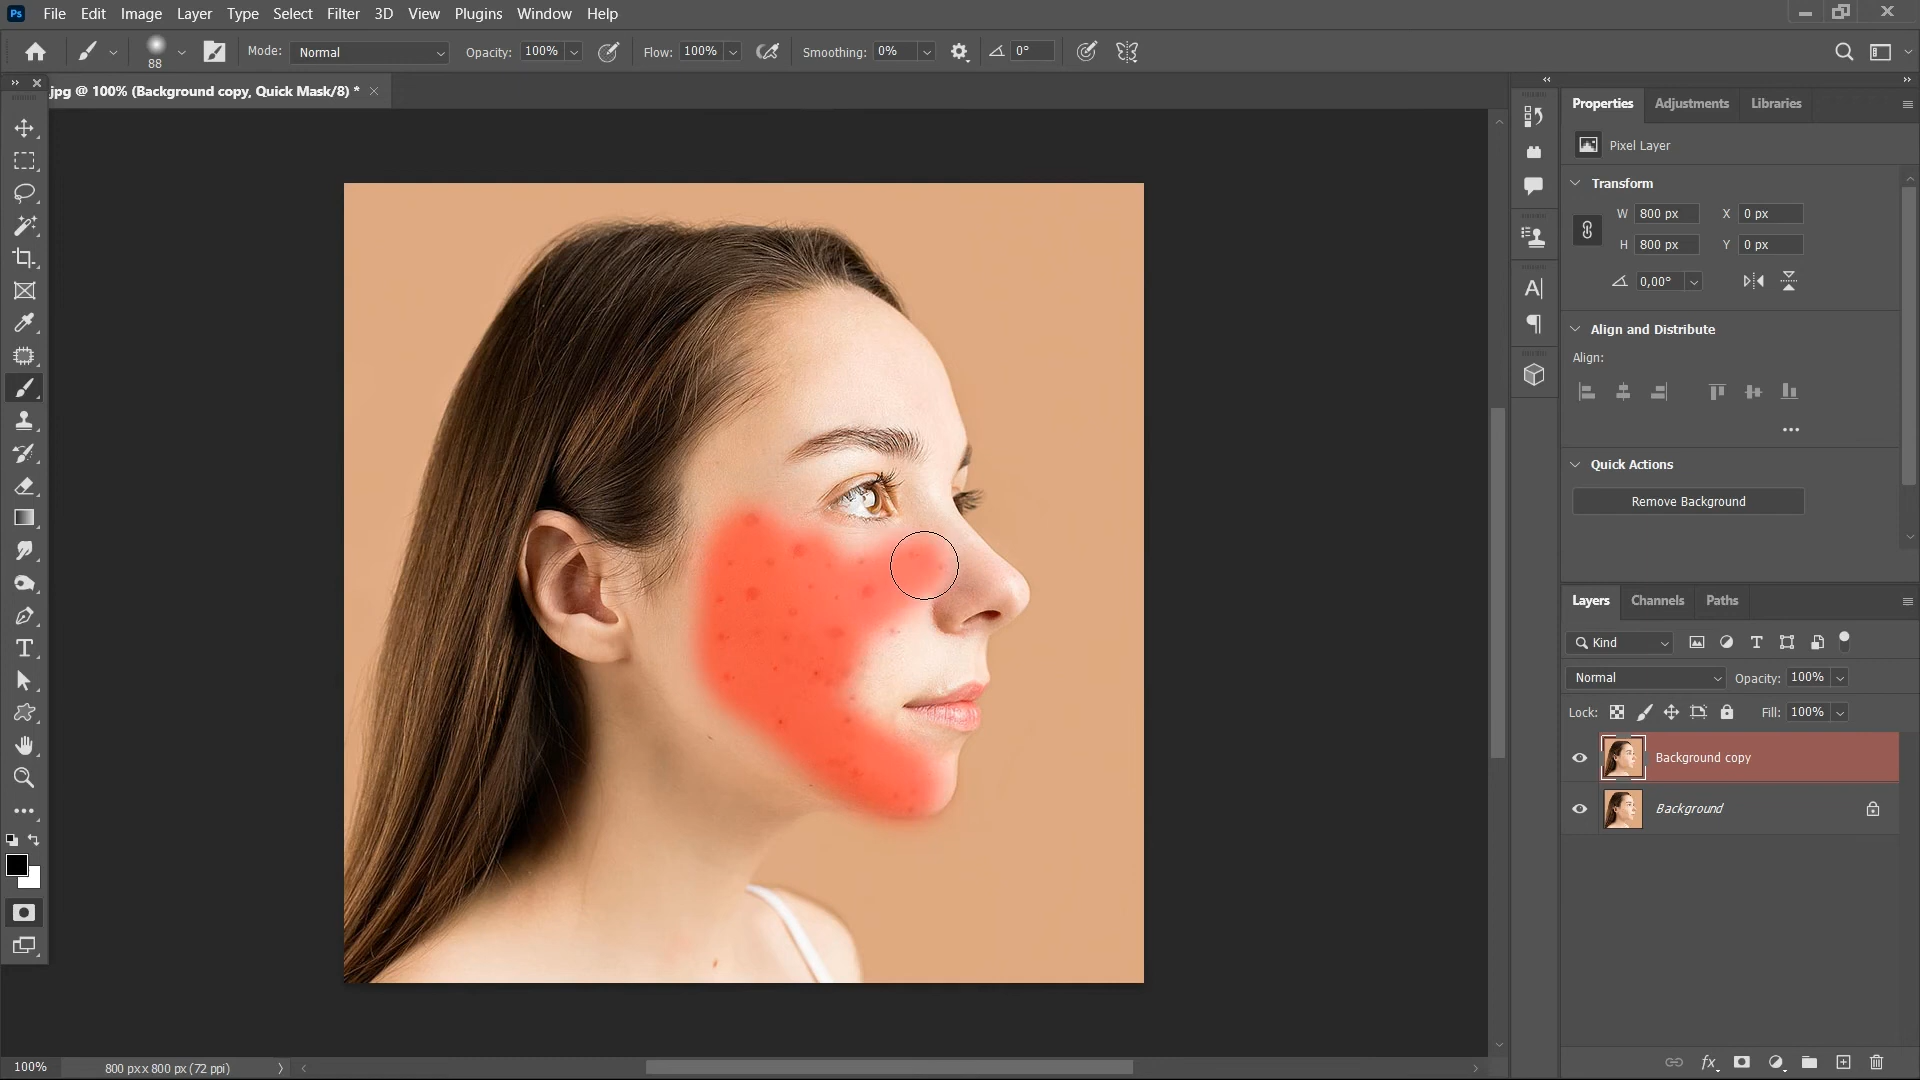 Ps File Edit Image Layer Type Select Filter 3D View Plugins Window Help
88 Mode: Normal Opacity: 100% Flow: 100% Smoothing: 0% 0°
jpg @ 100% (Background copy, Quick Mask/8) * ×
Properties Adjustments Libraries
Pixel Layer
Transform
W 800 px X 0 px
H 800 px Y 0 px
0,00°
Align and Distribute
Align:
Quick Actions
Remove Background
Layers Channels Paths
Kind
Normal Opacity: 100%
Lock: Fill: 100%
Background copy
Background
100% 800 px x 800 px (72 ppi)